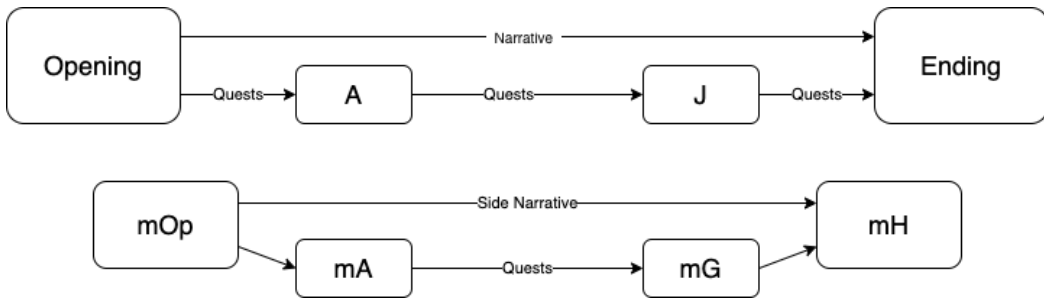 Narrative
Opening
Ending
Quests
A
Quests
J
Quests
mOp
Side Narrative
mH
mA
Quests
mG